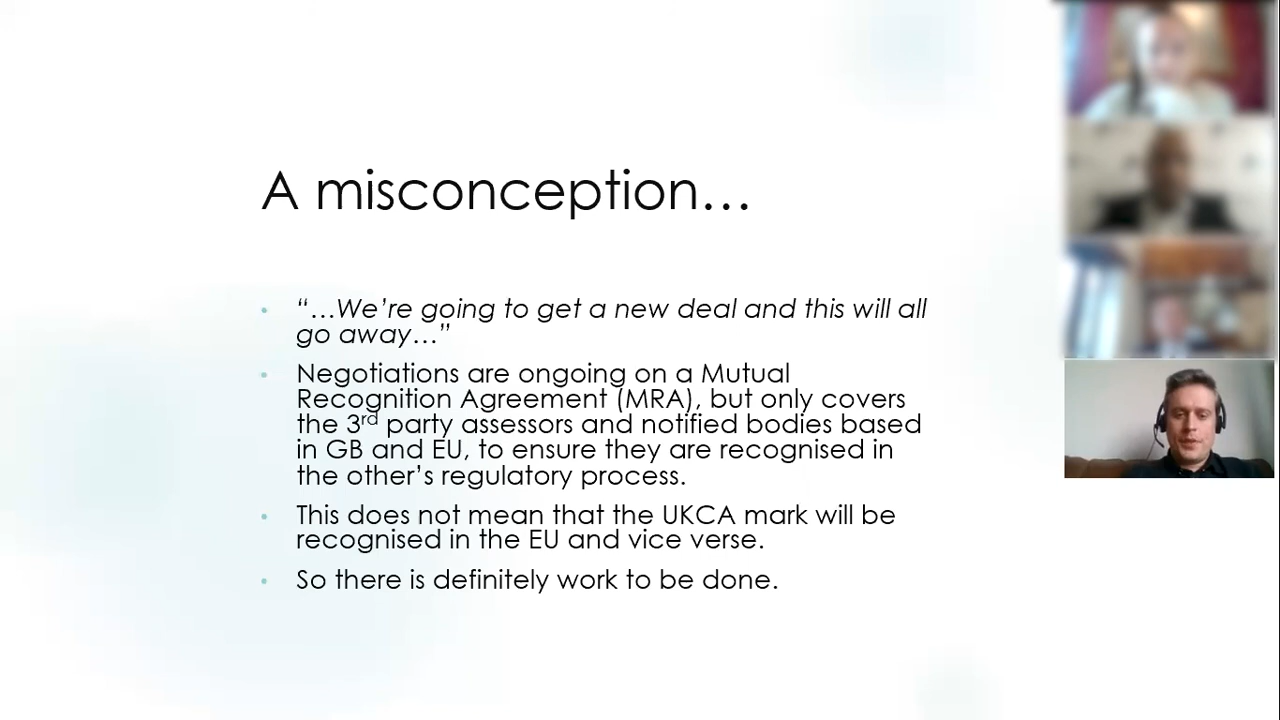 A misconception…
“…We’re going to get a new deal and this will all
go away…”
Negotiations are ongoing on a Mutual
Recognition Agreement (MRA), but only covers
the 3rd party assessors and notified bodies based
in GB and EU, to ensure they are recognised in
the other’s regulatory process.
This does not mean that the UKCA mark will be
recognised in the EU and vice verse.
So there is definitely work to be done.